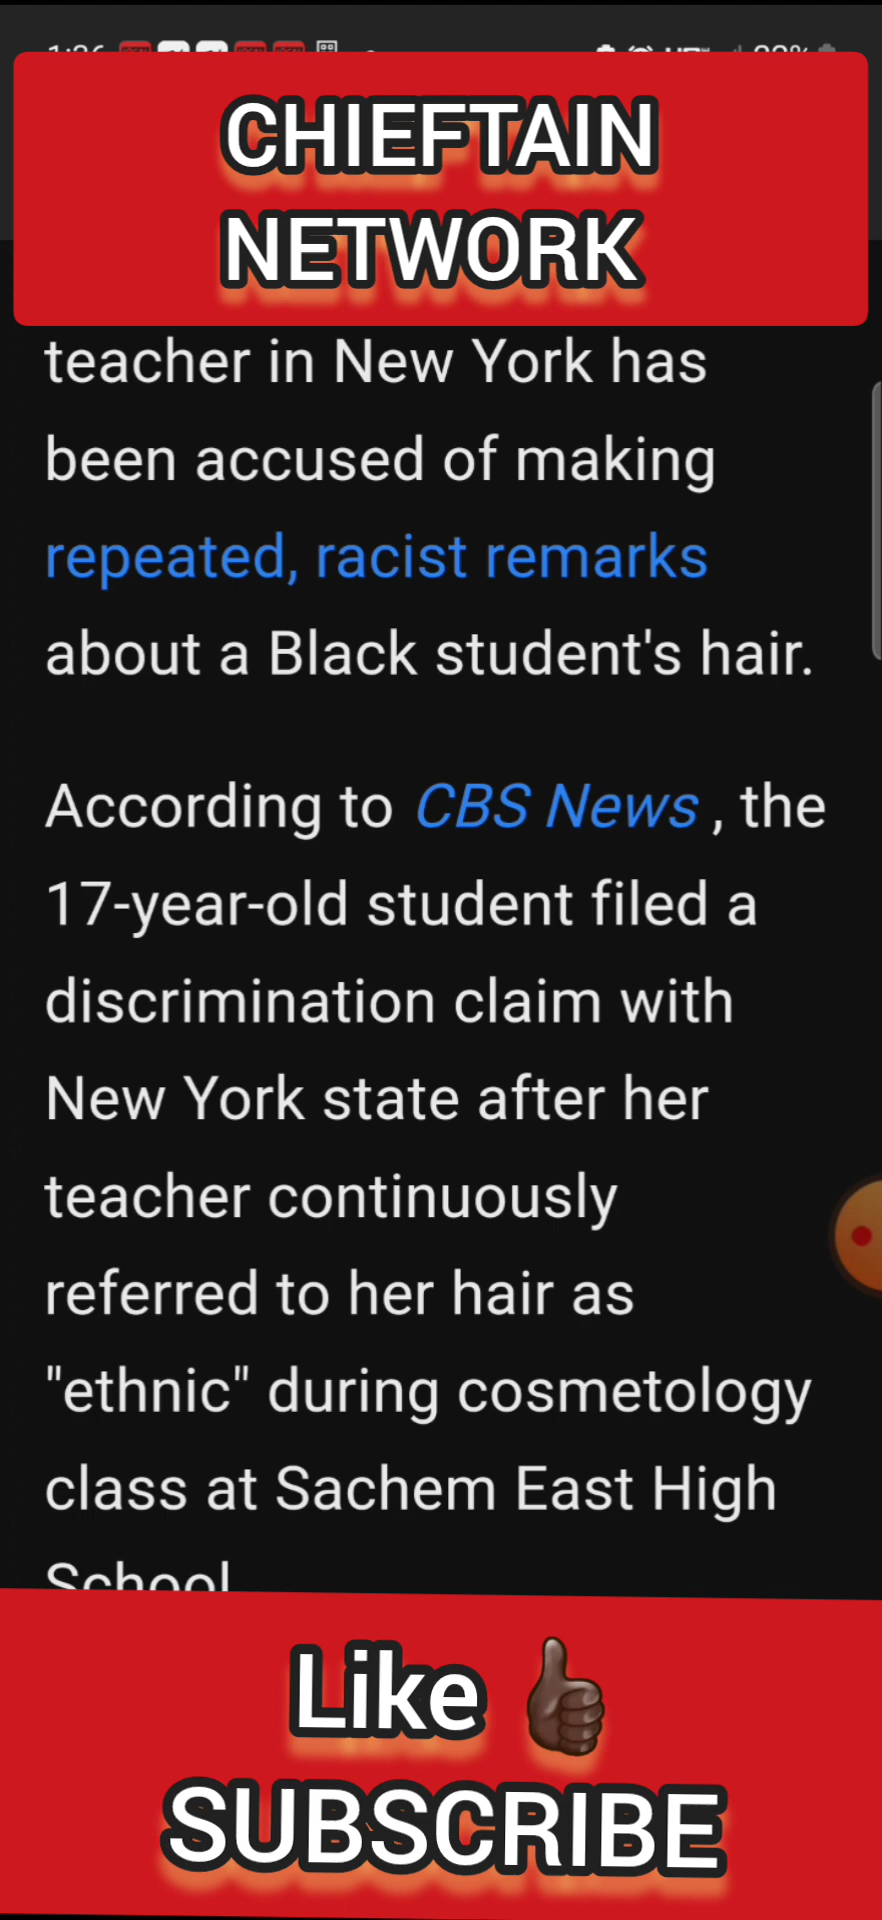 CHIEFTAIN
NETWORK
teacher in New York has
been accused of making
repeated, racist remarks
about a Black student's hair.
According to CBS News , the
17-year-old student filed a
discrimination claim with
New York state after her
teacher continuously
referred to her hair as
"ethnic" during cosmetology
class at Sachem East High
School
Like 👍🏿
SUBSCRIBE